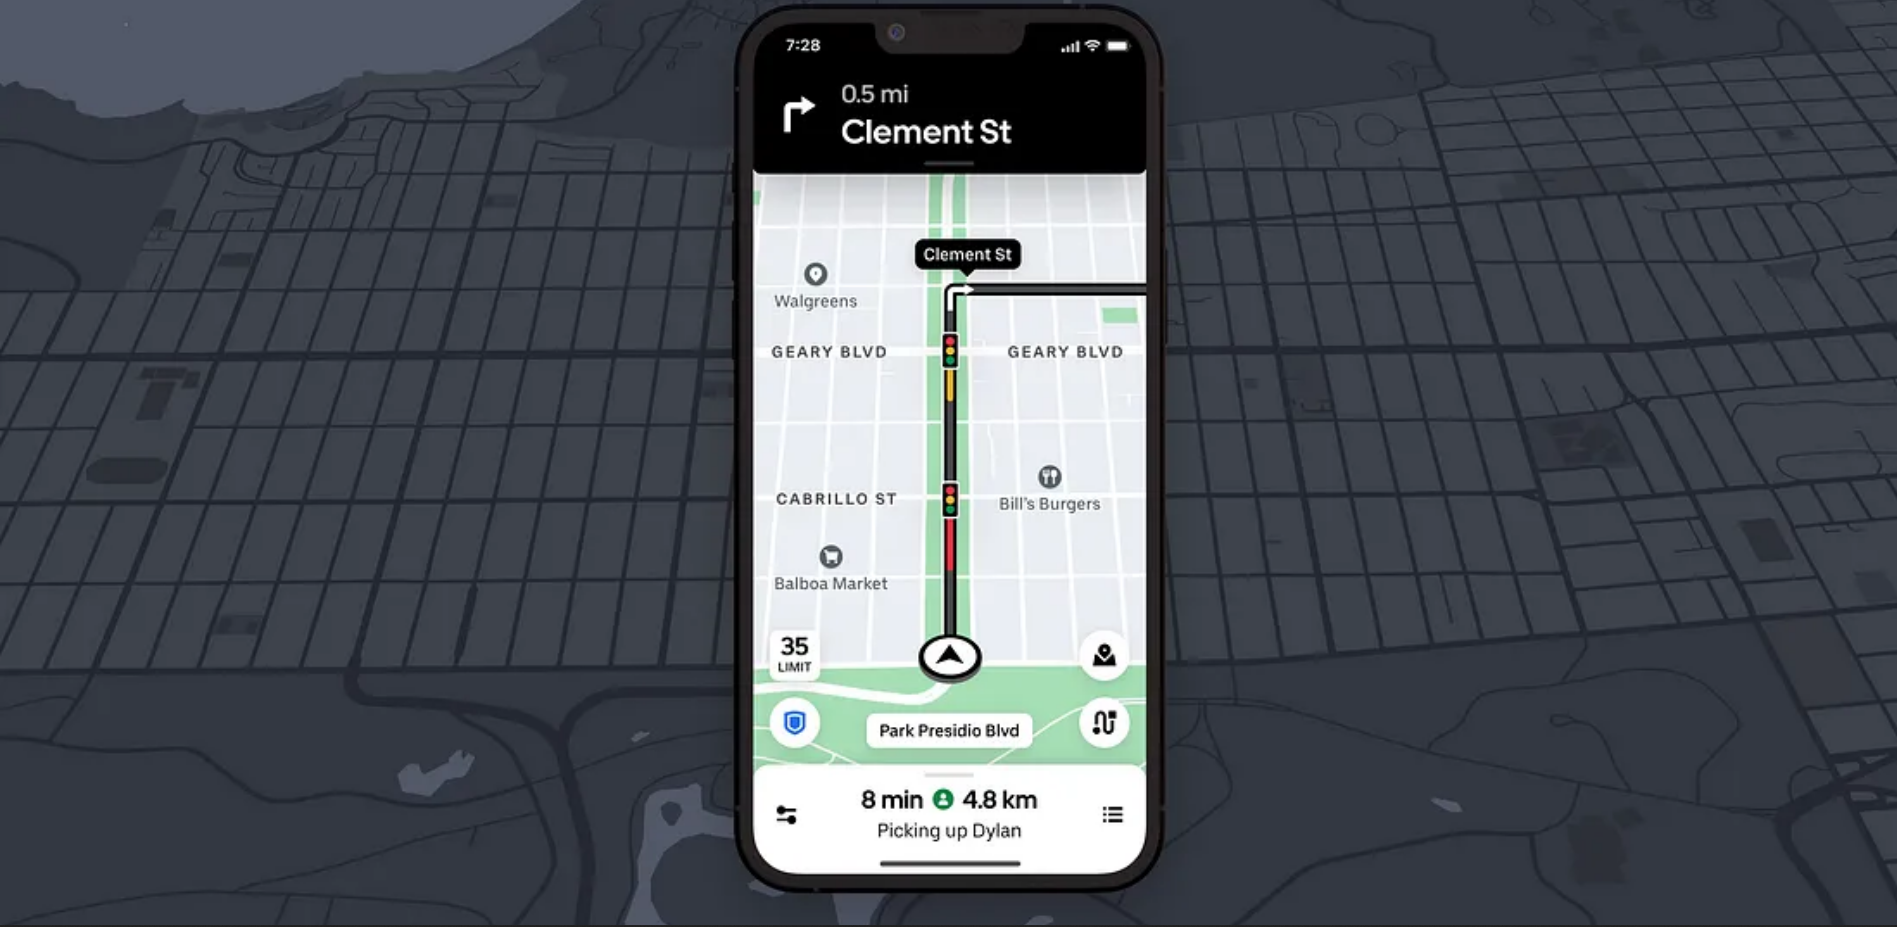 7:28
0.5 mi
Clement St
Clement St
Walgreens
GEARY BLVD
GEARY BLVD
CABRILLO ST
Bill's Burgers
Balboa Market
35
LIMIT
Park Presidio Blvd
8 min 4.8 km
Picking up Dylan